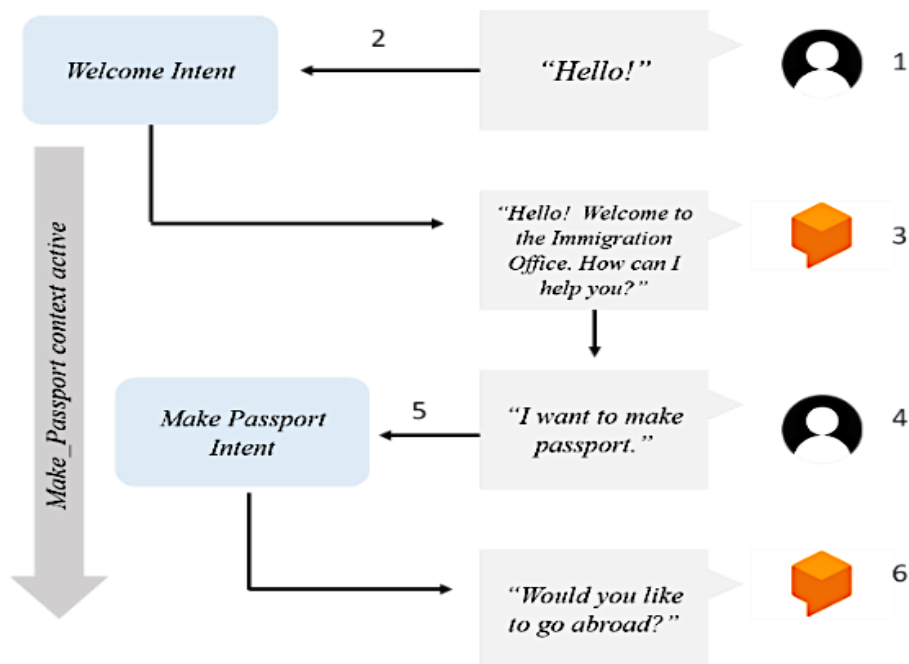 2
1
Welcome Intent
“Hello!”
“Hello!  Welcome to
the Immigration
Office. How can I
help you?”
3
Make_Passport context active
5
4
Make Passport
Intent
“I want to make
passport.”
6
“Would you like
to go abroad?”